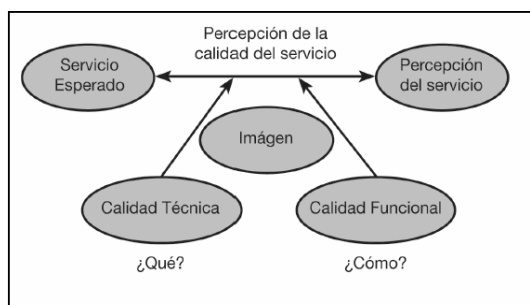 Percepción de la
calidad del servicio
Servicio
Esperado
Percepción
del servicio
Imágen
Calidad Técnica
Calidad Funcional
¿Qué?
¿Cómo?